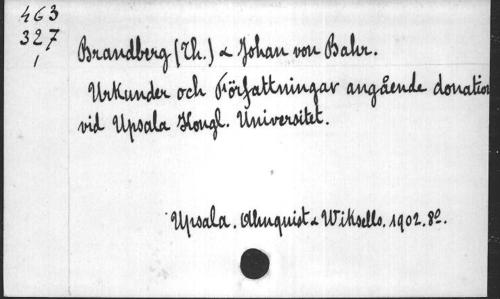 463
327
1
Brandberg (Th.) & Johan von Bahr.
Urkunder och Författningar angående donation
vid Upsala Kongl. Universitet.
Upsala. Almquist & Wiksells. 1902. 8º.